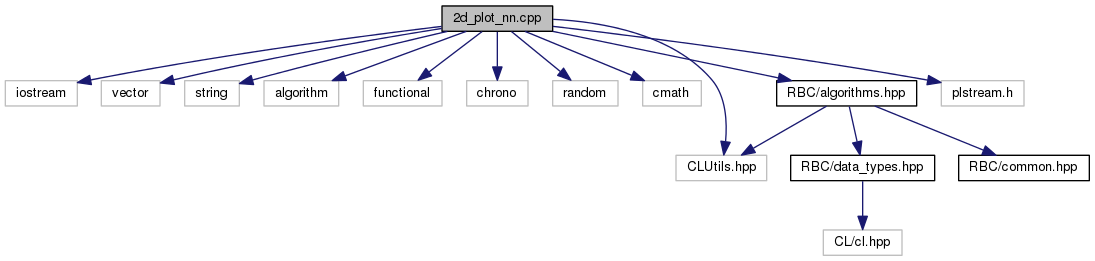 2d_plot_nn.cpp
iostream
vector
string
algorithm
functional
chrono
random
cmath
RBC/algorithms.hpp
plstream.h
CLUtils.hpp
RBC/data_types.hpp
RBC/common.hpp
CL/cl.hpp